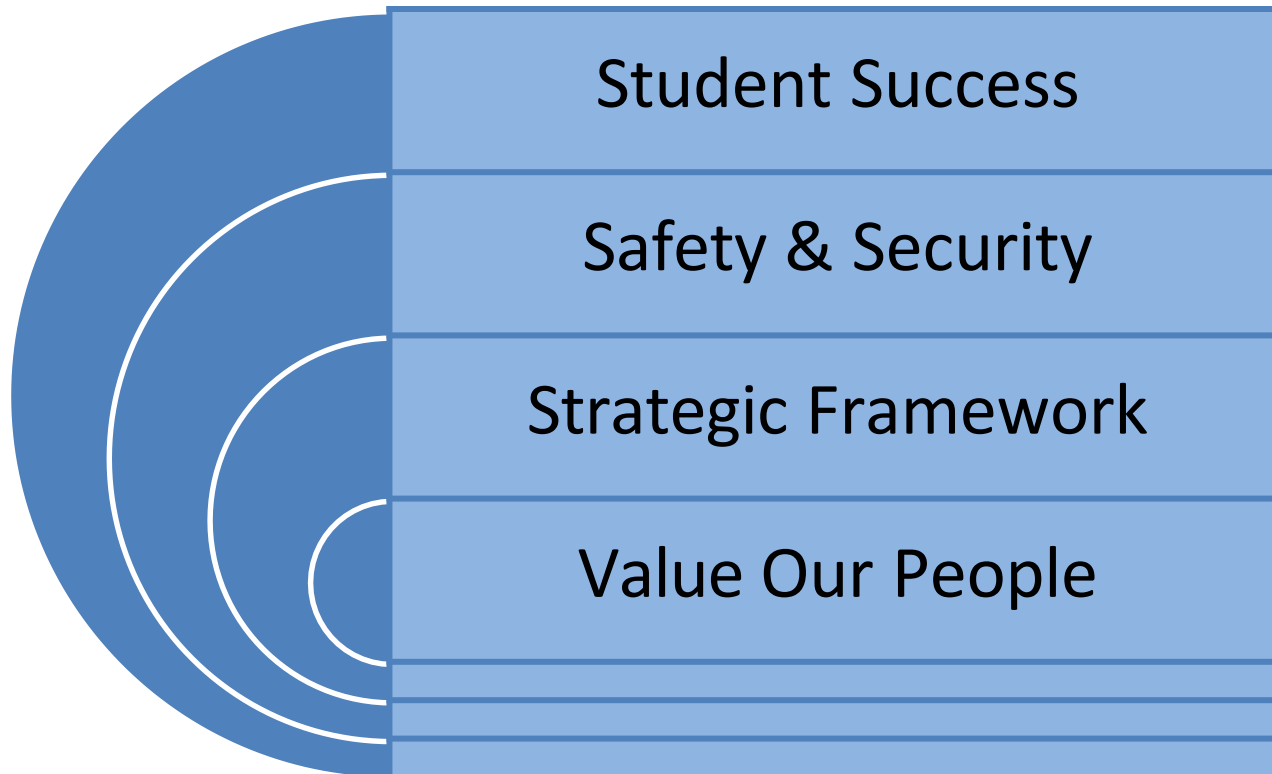 Student Success
Safety & Security
Strategic Framework
Value Our People